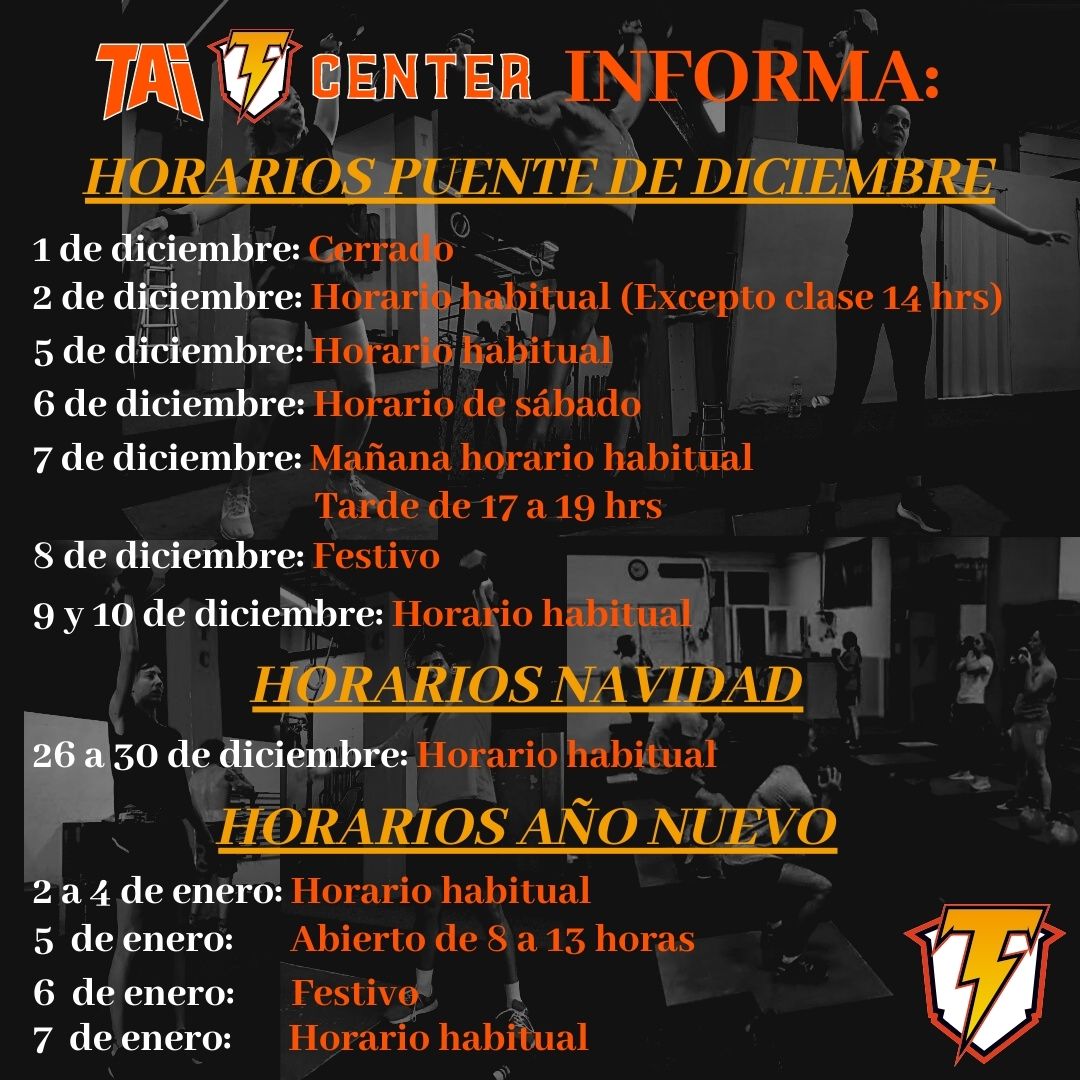 TAi CENTER INFORMA:
HORARIOS PUENTE DE DICIEMBRE
1 de diciembre: Cerrado
2 de diciembre: Horario habitual (Excepto clase 14 hrs)
5 de diciembre: Horario habitual
6 de diciembre: Horario de sábado
7 de diciembre: Mañana horario habitual
Tarde de 17 a 19 hrs
8 de diciembre: Festivo
9 y 10 de diciembre: Horario habitual
HORARIOS NAVIDAD
26 a 30 de diciembre: Horario habitual
HORARIOS AÑO NUEVO
2 a 4 de enero: Horario habitual
5 de enero: Abierto de 8 a 13 horas
6 de enero: Festivo
7 de enero: Horario habitual